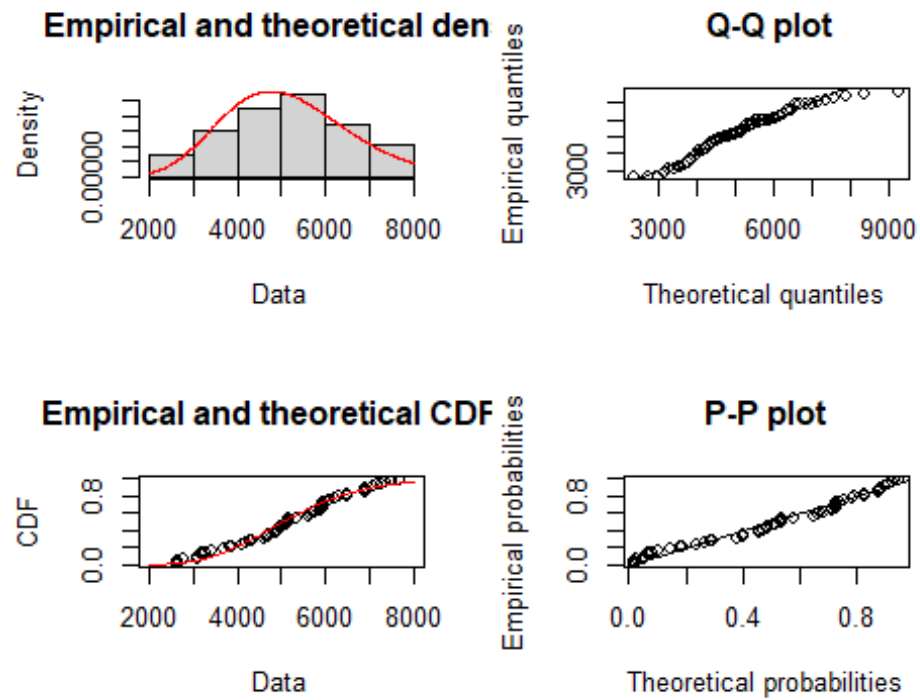 Empirical and theoretical den
Density
0.00000
2000 4000 6000 8000
Data
Q-Q plot
Empirical quantiles
3000
3000 6000 9000
Theoretical quantiles
Empirical and theoretical CDF
CDF
0.0 0.8
2000 4000 6000 8000
Data
P-P plot
Empirical probabilities
0.0 0.8
0.0 0.4 0.8
Theoretical probabilities